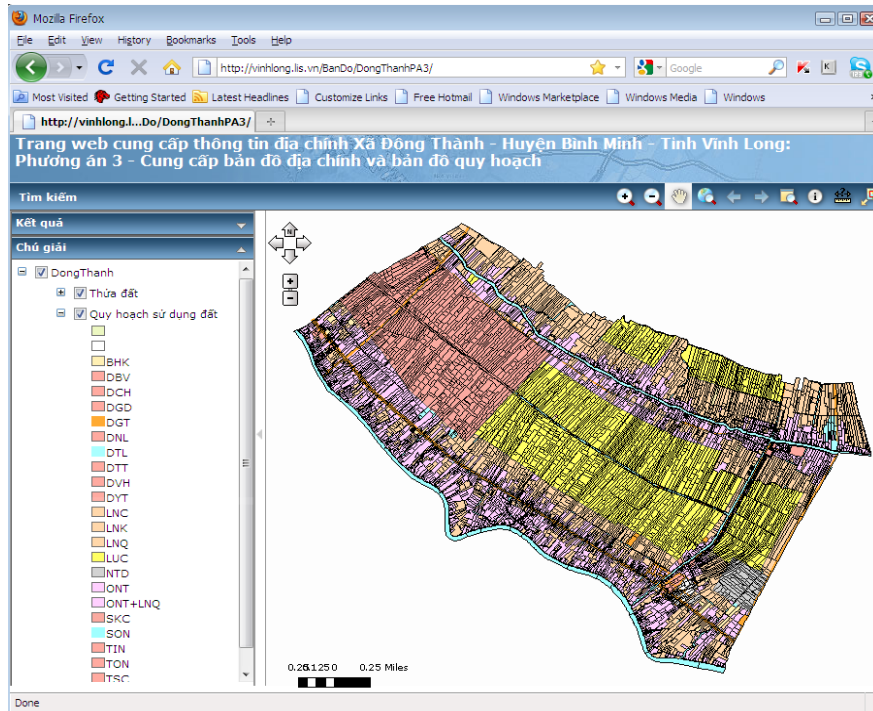 Mozilla Firefox
File Edit View History Bookmarks Tools Help
http://vinhlong.lis.vn/BanDo/DongThanhPA3/
Google
Most Visited Getting Started Latest Headlines Customize Links Free Hotmail Windows Marketplace Windows Media Windows
http://vinhlong.l...Do/DongThanhPA3/
Trang web cung cấp thông tin địa chính Xã Đông Thành - Huyện Bình Minh - Tỉnh Vĩnh Long:
Phương án 3 - Cung cấp bản đồ địa chính và bản đồ quy hoạch
Tìm kiếm
Kết quả
Chú giải
DongThanh
Thửa đất
Quy hoạch sử dụng đất
BHK
DBV
DCH
DGD
DGT
DNL
DTL
DTT
DVH
DYT
LNC
LNK
LNQ
LUC
NTD
ONT
ONT+LNQ
SKC
SON
TIN
TON
TSC
N
0.25 Miles
Done